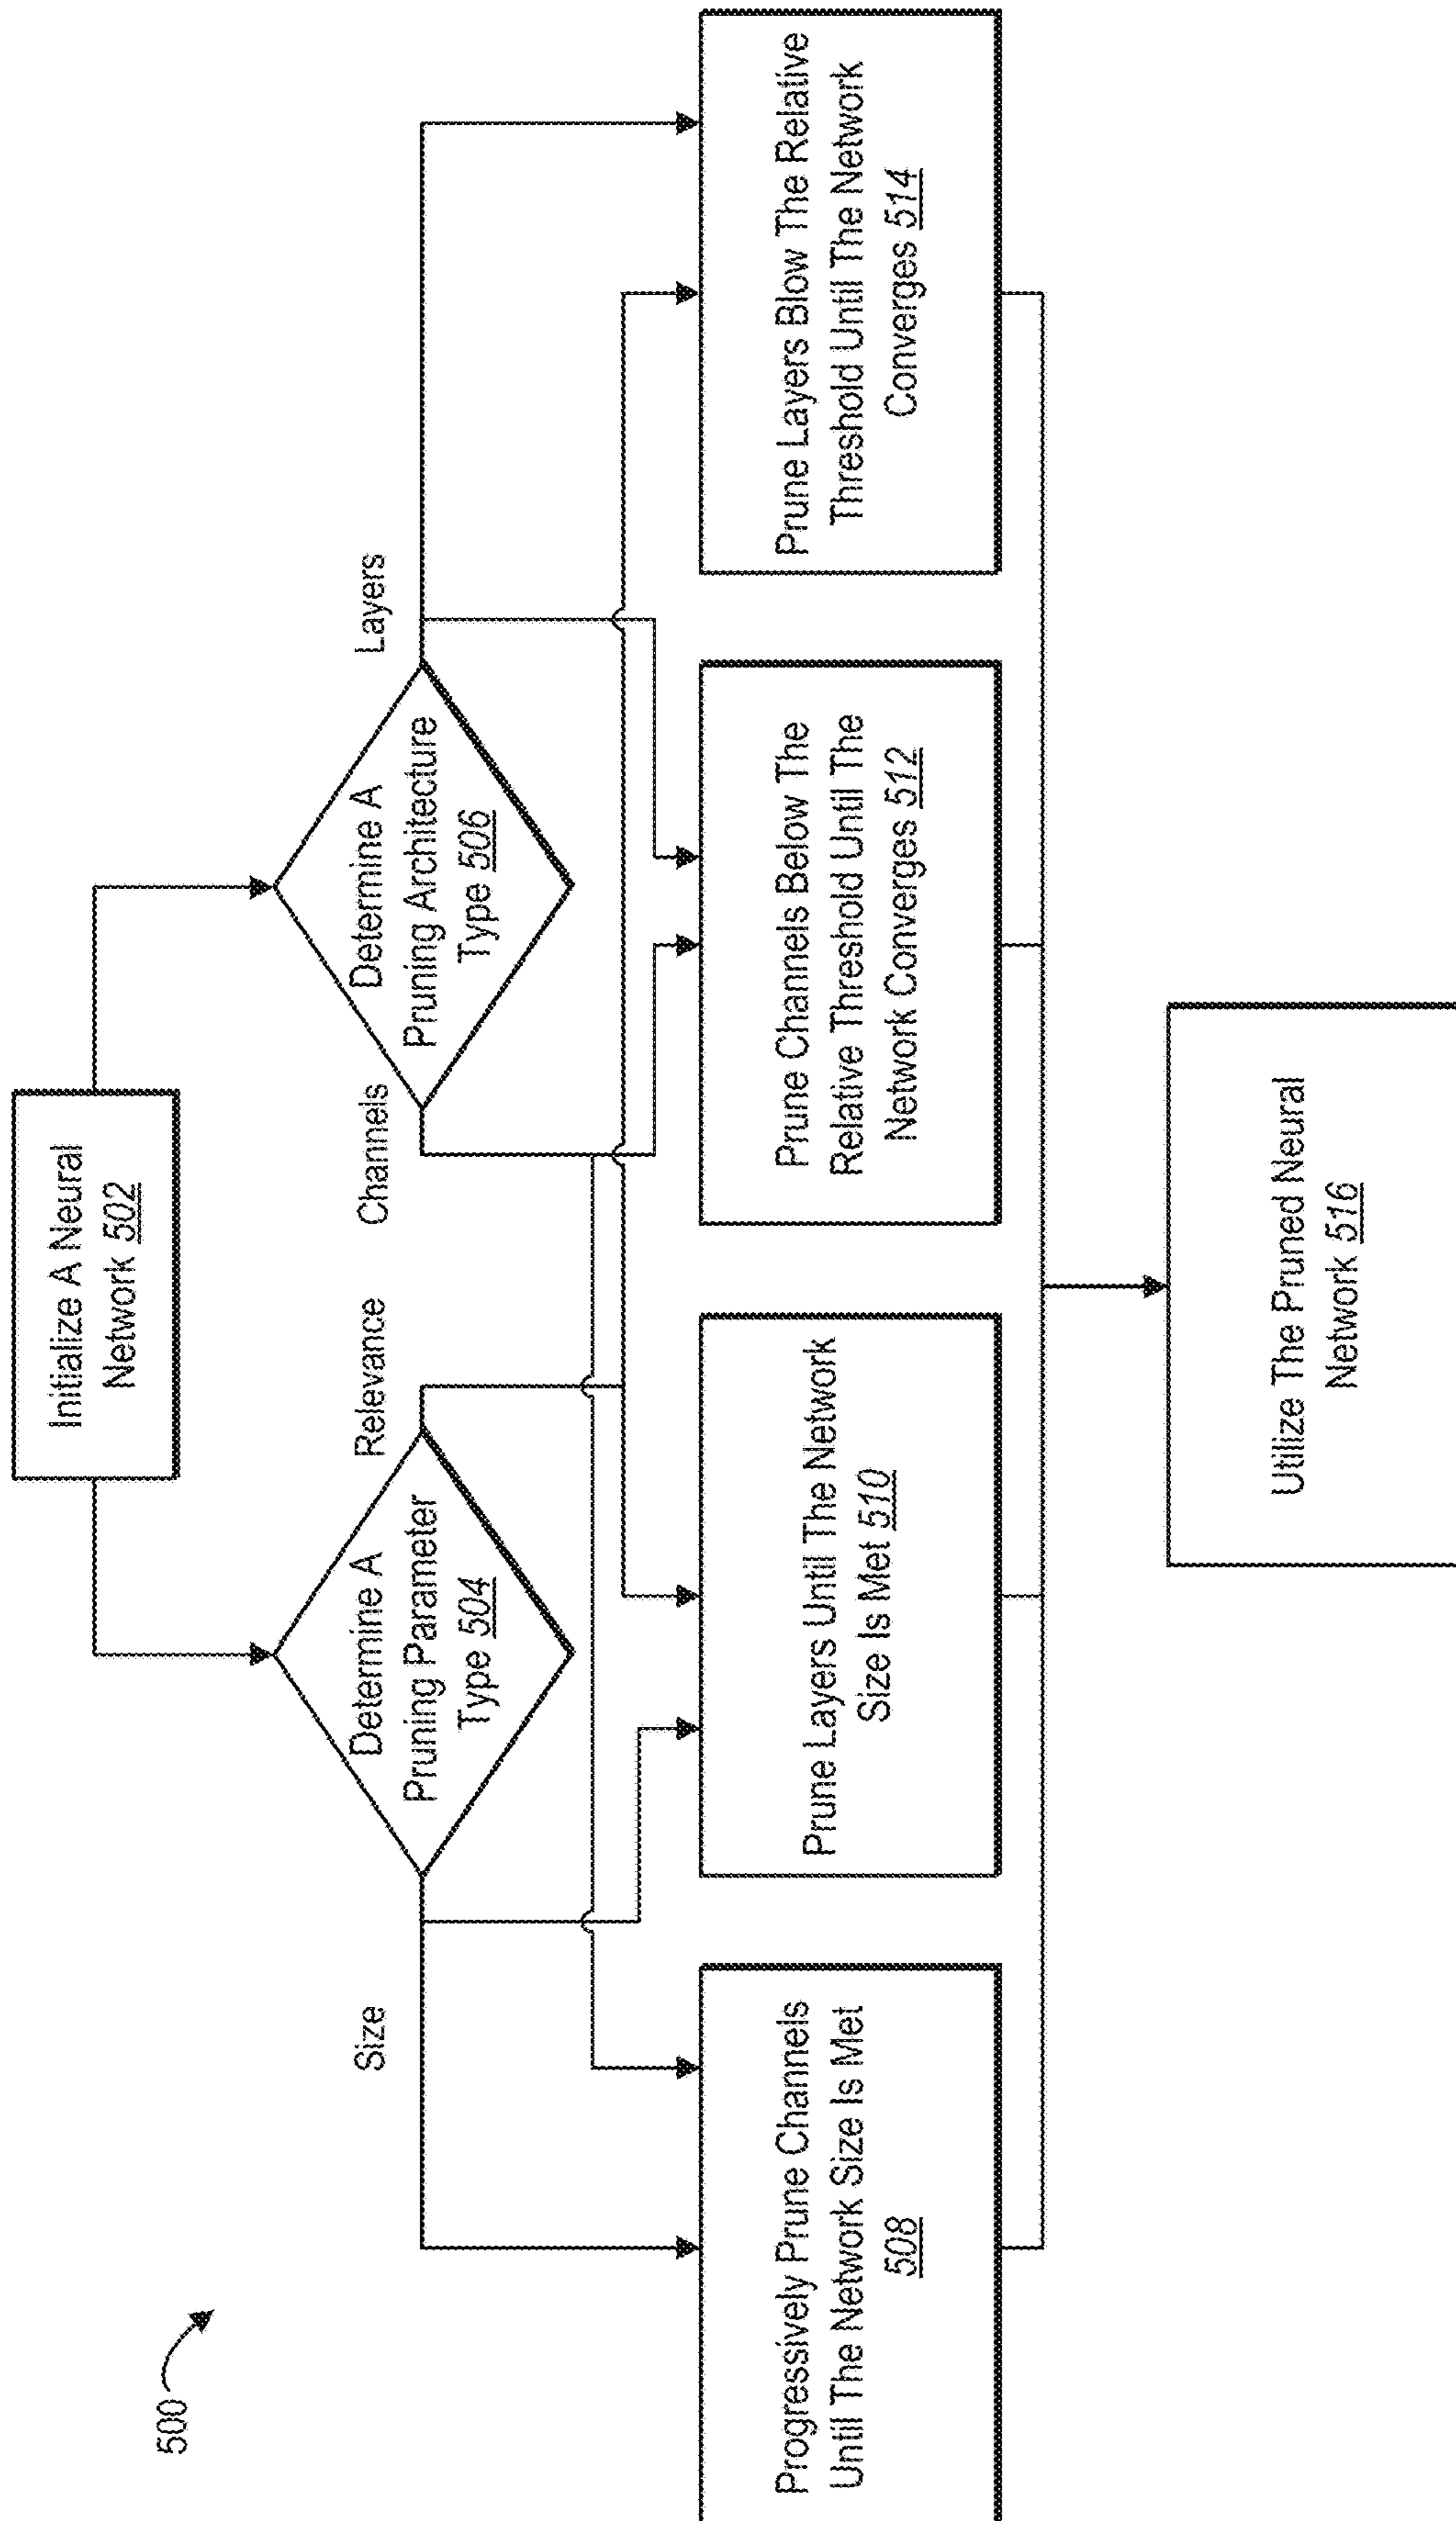 500
Initialize A Neural
Network 502
Determine A
Pruning Parameter
Type 504
Size
Relevance
Determine A
Pruning Architecture
Type 506
Channels
Layers
Progressively Prune Channels
Until The Network Size Is Met
508
Prune Layers Until The Network
Size Is Met 510
Prune Channels Below The
Relative Threshold Until The
Network Converges 512
Prune Layers Blow The Relative
Threshold Until The Network
Converges 514
Utilize The Pruned Neural
Network 516